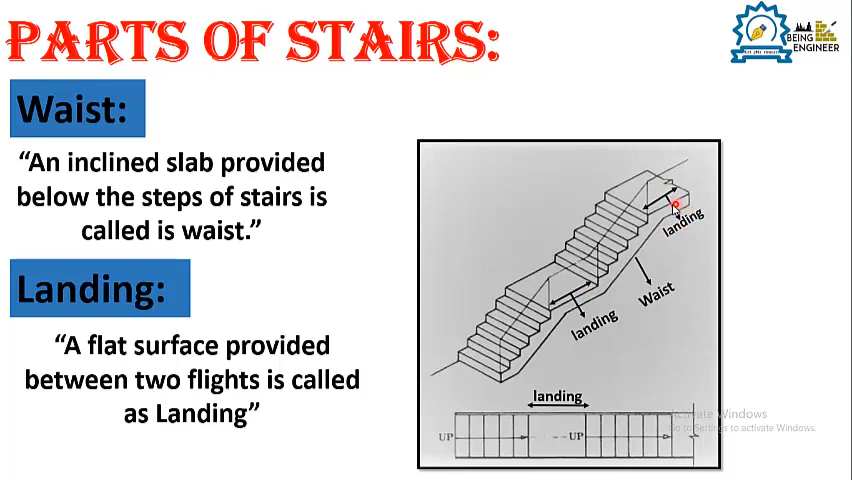 PARTS OF STAIRS:
BEING
ENGINEER
Waist:
“An inclined slab provided
below the steps of stairs is
called is waist.”
Landing:
“A flat surface provided
between two flights is called
as Landing”
landing
Waist
landing
landing
UP
UP
Activate Windows
Go to Settings to activate Windows.